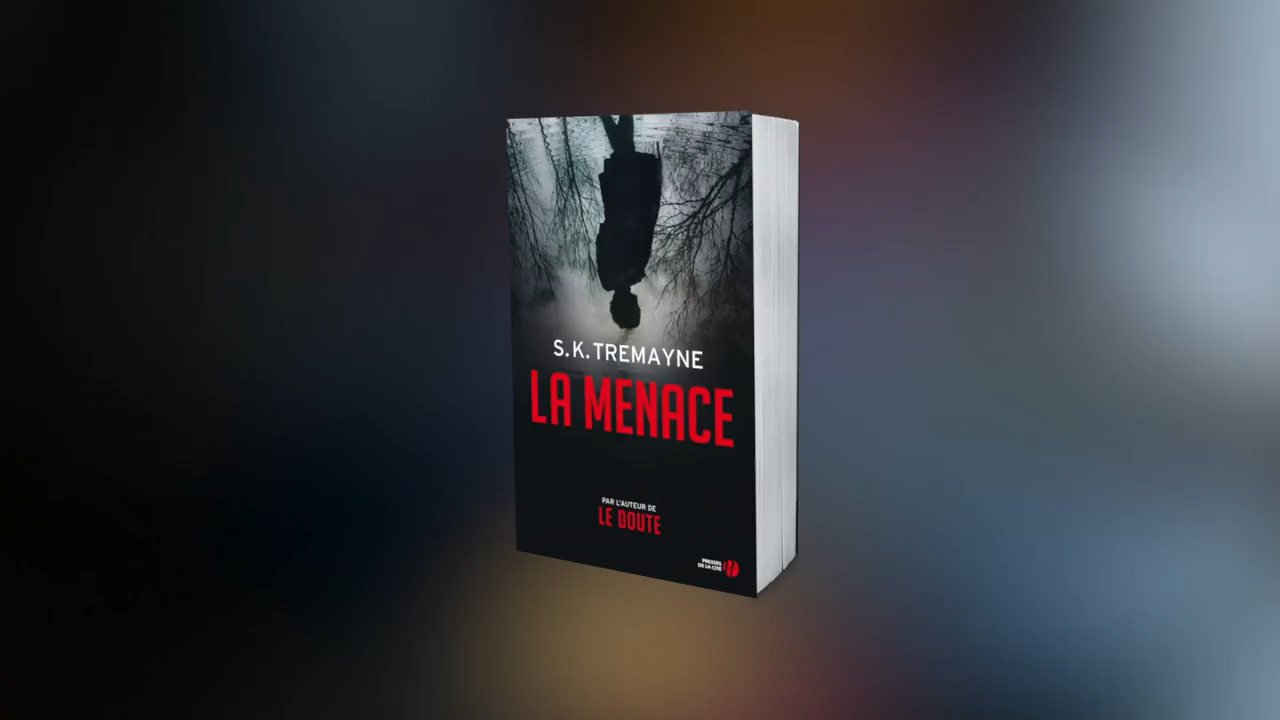 S.K. TREMAYNE
LA MENACE
PAR L'AUTEUR DE
LE DOUTE
PRESSES
DE LA CITÉ